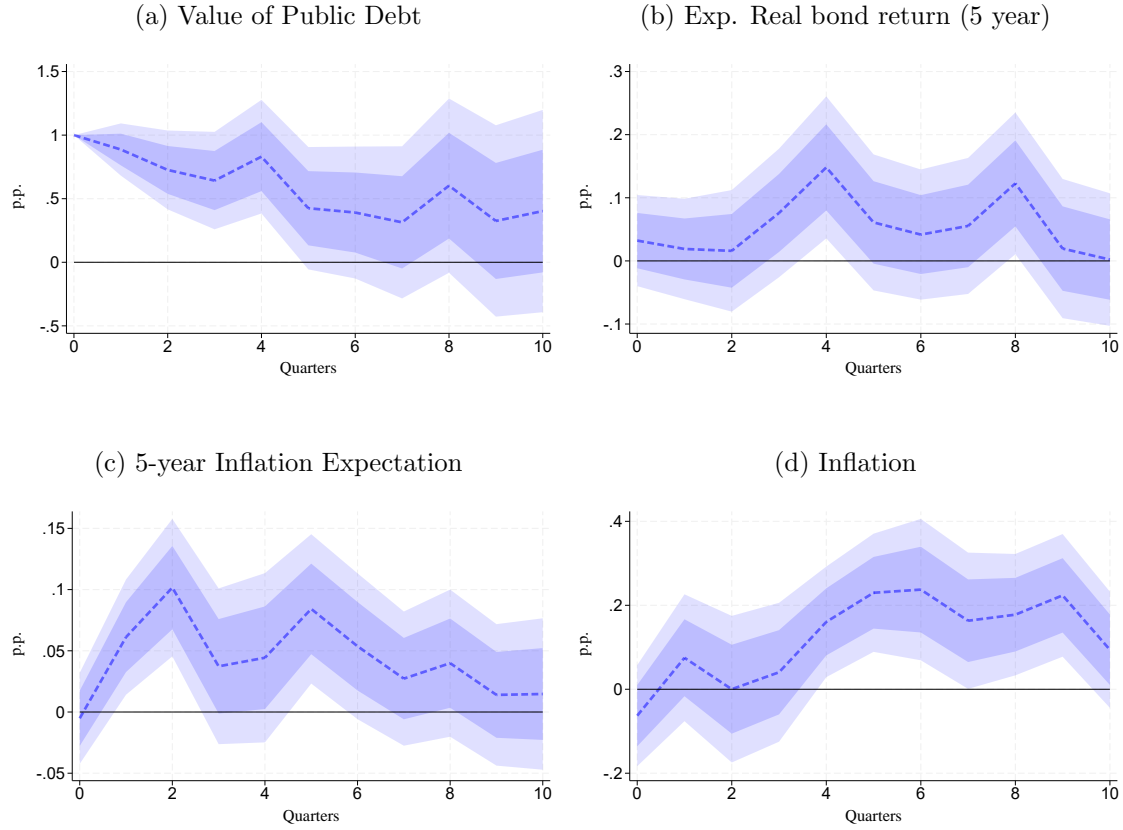 (a) Value of Public Debt
1.5
1
.5
0
-.5
p.p.
0 2 4 6 8 10
Quarters
(b) Exp. Real bond return (5 year)
.3
.2
.1
0
-.1
p.p.
0 2 4 6 8 10
Quarters
(c) 5-year Inflation Expectation
.15
.1
.05
0
-.05
p.p.
0 2 4 6 8 10
Quarters
(d) Inflation
.4
.2
0
-.2
p.p.
0 2 4 6 8 10
Quarters